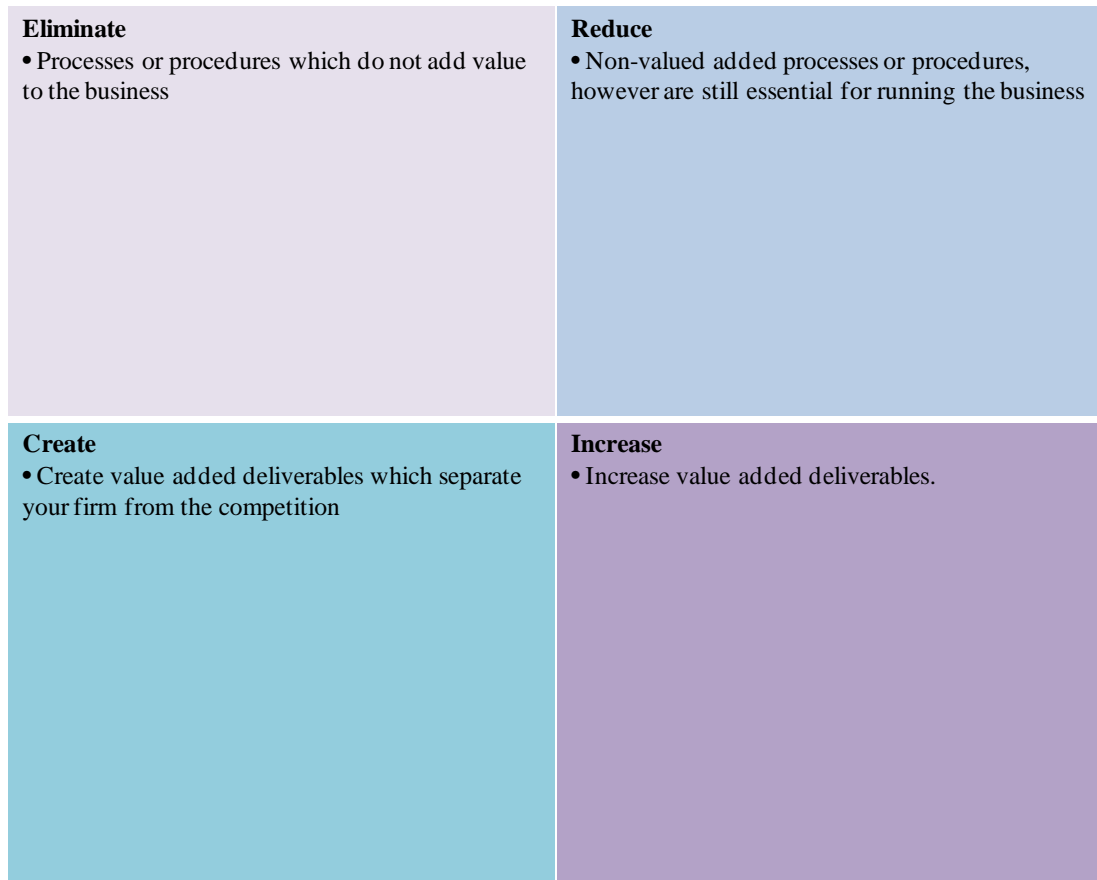 Eliminate
• Processes or procedures which do not add value
to the business
Reduce
• Non-valued added processes or procedures,
however are still essential for running the business
Create
• Create value added deliverables which separate
your firm from the competition
Increase
• Increase value added deliverables.